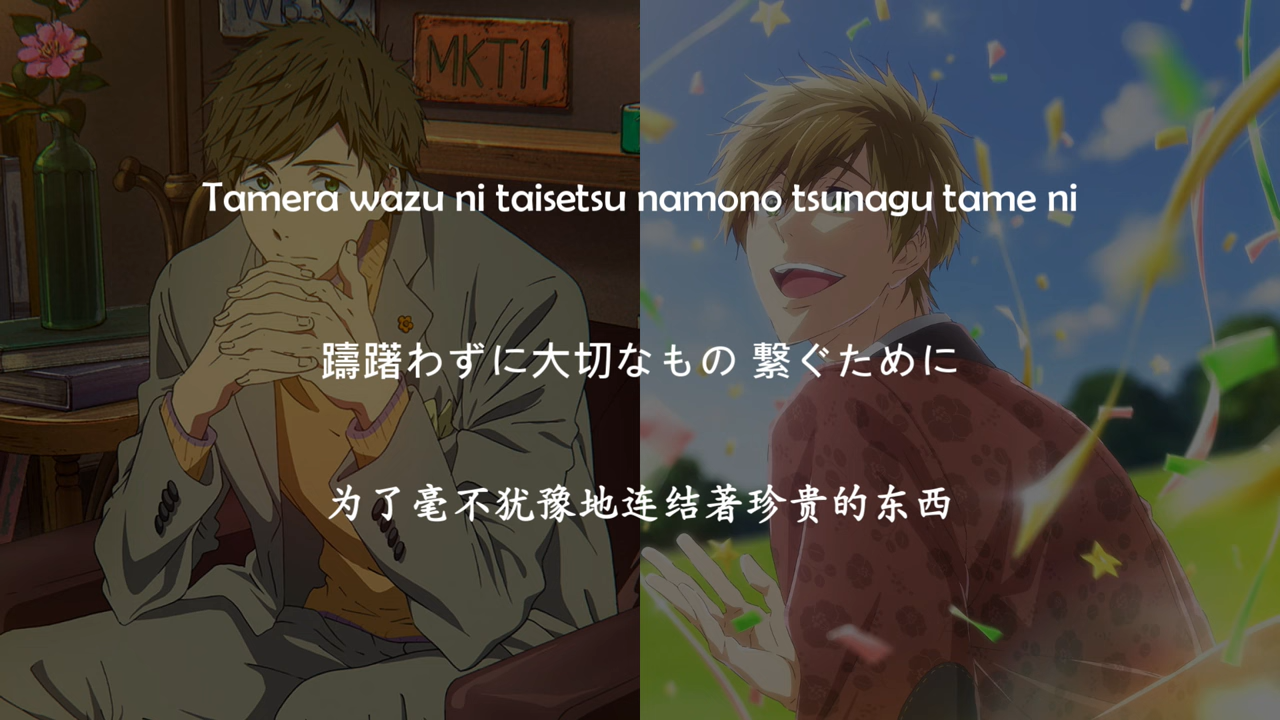 MKT11
Tamera wazu ni taisetsu namono tsunagu tame ni
躊躇わずに大切なもの 繋ぐために
为了毫不犹豫地连结著珍贵的东西